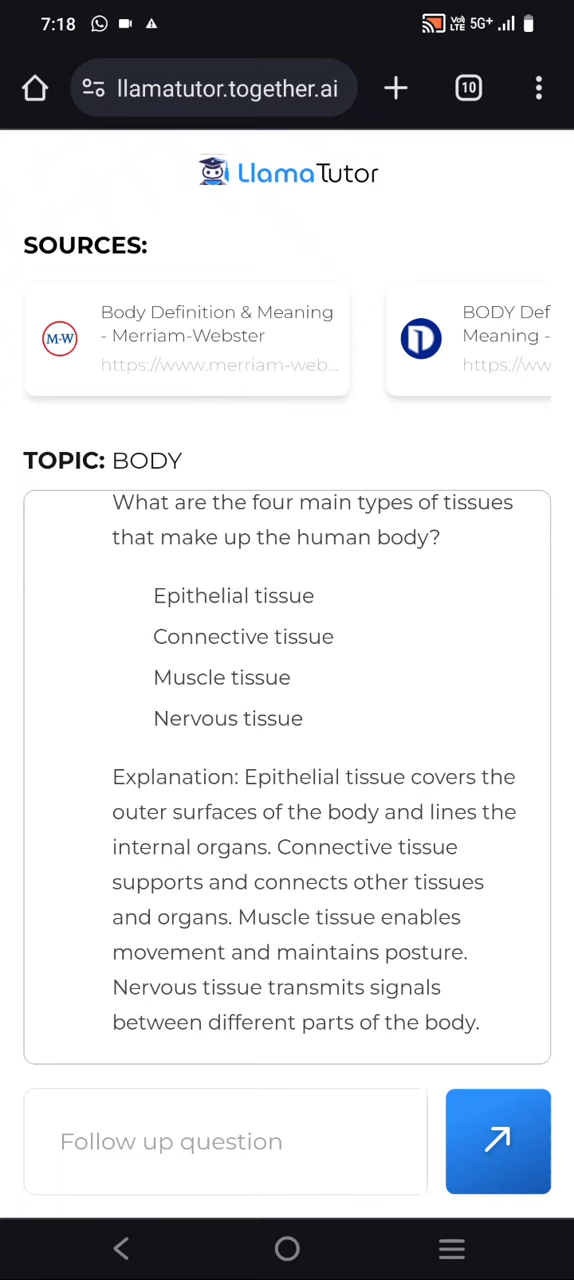 7:18
Vo) LTE 5G+
llamatutor.together.ai
10
LlamaTutor
SOURCES:
M-W
Body Definition & Meaning
- Merriam-Webster
https://www.merriam-web...
BODY Def
Meaning -
https://ww
TOPIC: BODY
What are the four main types of tissues
that make up the human body?
Epithelial tissue
Connective tissue
Muscle tissue
Nervous tissue
Explanation: Epithelial tissue covers the
outer surfaces of the body and lines the
internal organs. Connective tissue
supports and connects other tissues
and organs. Muscle tissue enables
movement and maintains posture.
Nervous tissue transmits signals
between different parts of the body.
Follow up question